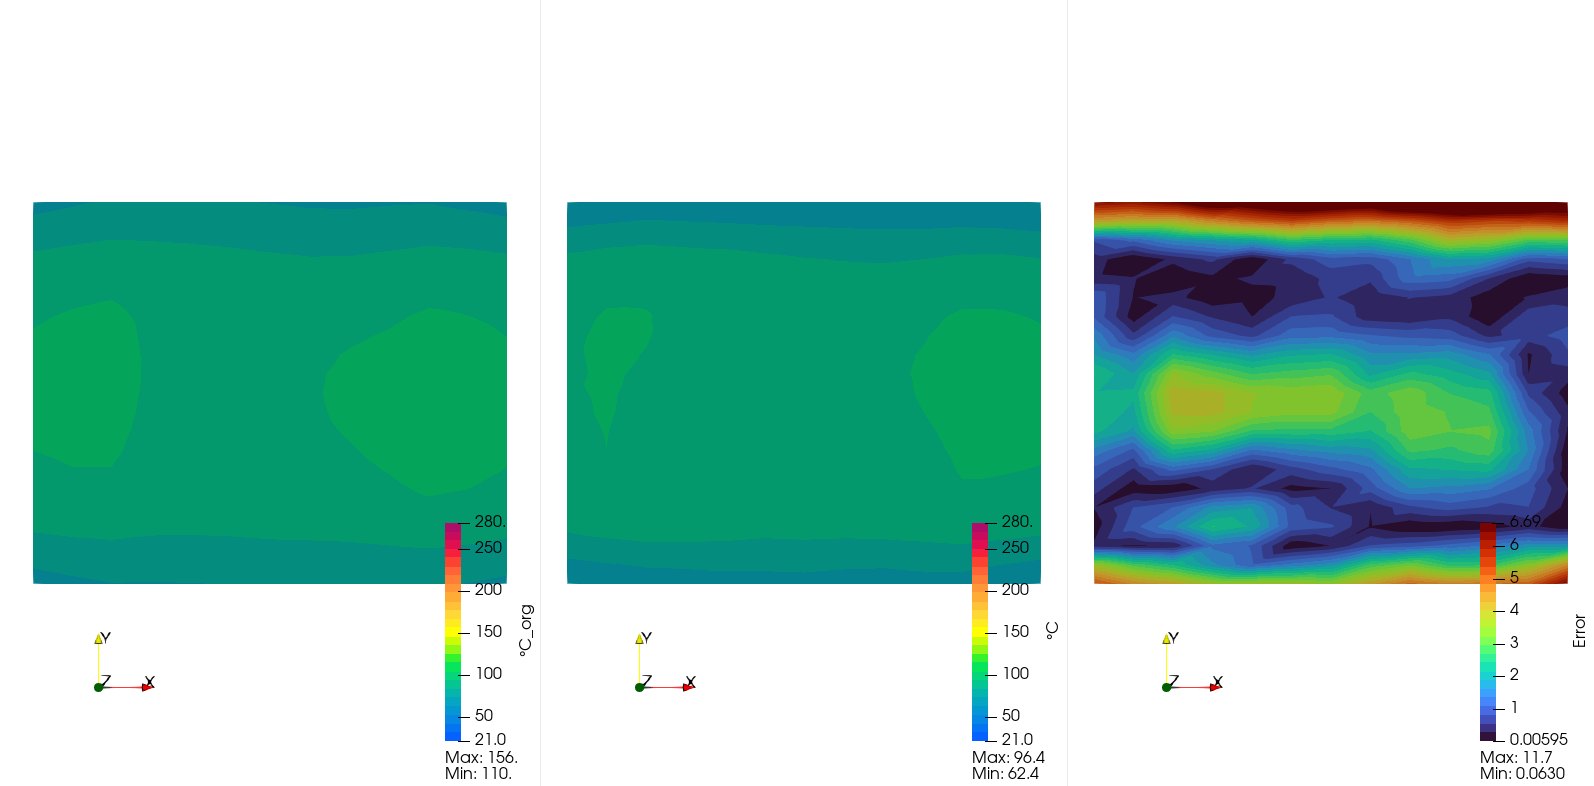 280.
250
200
150
100
50
21.0
°C_org
Max: 156.
Min: 110.
Y
Z
X
280.
250
200
150
100
50
21.0
°C
Max: 96.4
Min: 62.4
Y
Z
X
6.69
6
5
4
3
2
1
0.00595
Error
Max: 11.7
Min: 0.0630
Y
Z
X